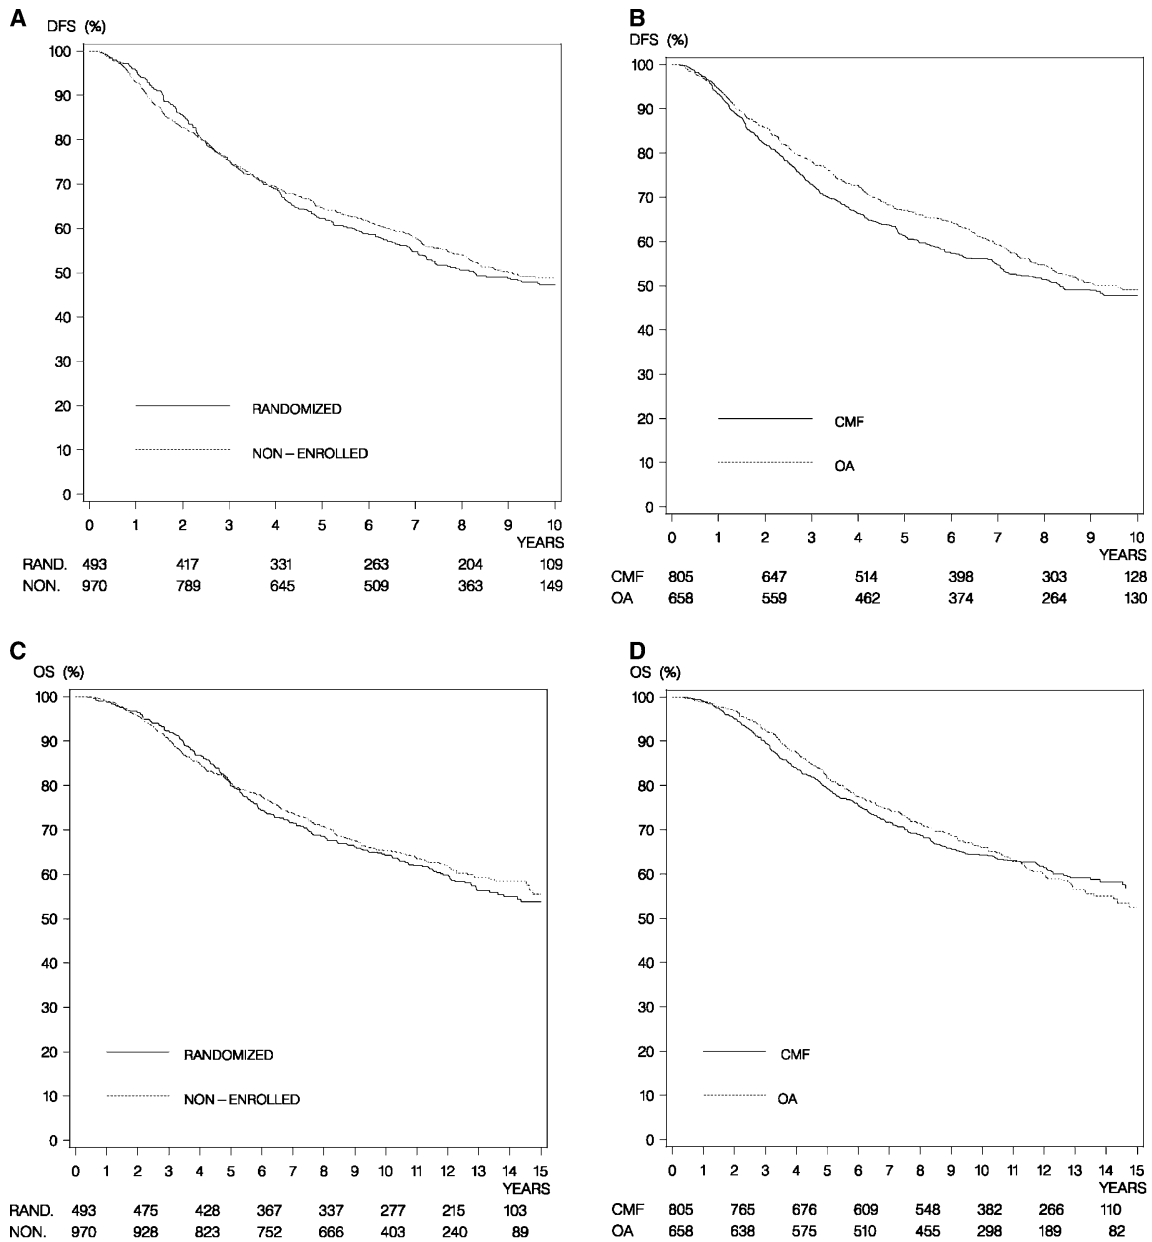 A
DFS (%)
100
90
80
70
60
50
40
30
20
10
0
RANDOMIZED
NON – ENROLLED
0 1 2 3 4 5 6 7 8 9 10
YEARS
RAND. 493 417 331 263 204 109
NON. 970 789 645 509 363 149
B
DFS (%)
100
90
80
70
60
50
40
30
20
10
0
CMF
OA
0 1 2 3 4 5 6 7 8 9 10
YEARS
CMF 805 647 514 398 303 128
OA 658 559 462 374 264 130
C
OS (%)
100
90
80
70
60
50
40
30
20
10
0
RANDOMIZED
NON – ENROLLED
0 1 2 3 4 5 6 7 8 9 10 11 12 13 14 15
YEARS
RAND. 493 475 428 367 337 277 215 103
NON. 970 928 823 752 666 403 240 89
D
OS (%)
100
90
80
70
60
50
40
30
20
10
0
CMF
OA
0 1 2 3 4 5 6 7 8 9 10 11 12 13 14 15
YEARS
CMF 805 765 676 609 548 382 266 110
OA 658 638 575 510 455 298 189 82